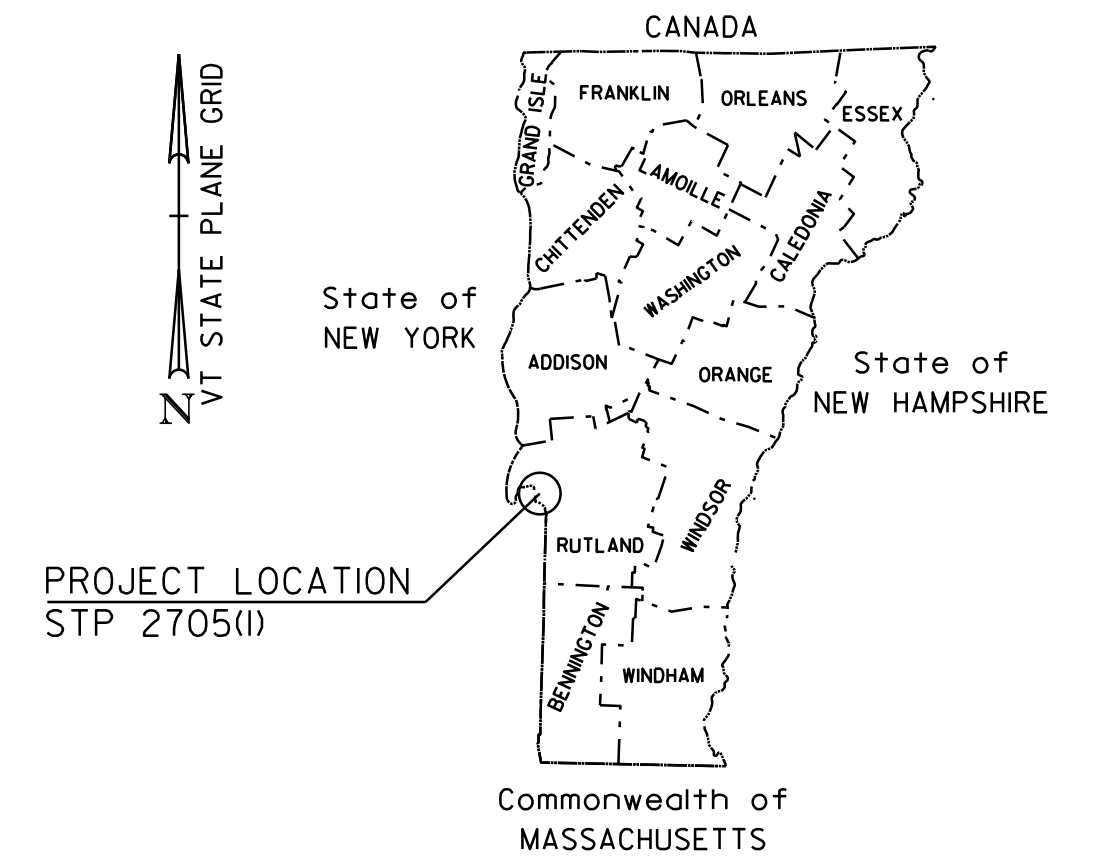 CANADA
VT STATE PLANE GRID
N
GRAND ISLE
FRANKLIN
ORLEANS
ESSEX
LAMOILLE
CHITTENDEN
CALEDONIA
WASHINGTON
State of
NEW YORK
ADDISON
ORANGE
State of
NEW HAMPSHIRE
WINDSOR
RUTLAND
PROJECT LOCATION
STP 2705(1)
BENNINGTON
WINDHAM
Commonwealth of
MASSACHUSETTS